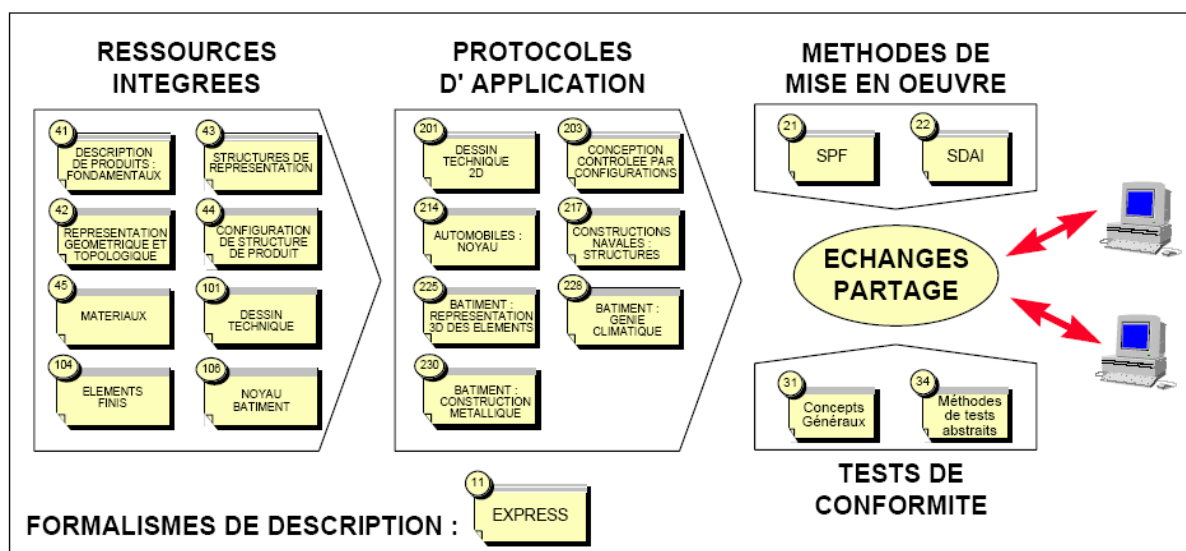 RESSOURCES
INTEGREES
41
DESCRIPTION
DE PRODUITS :
FONDAMENTAUX
43
STRUCTURES DE
REPRESENTATION
42
REPRESENTATION
GEOMETRIQUE ET
TOPOLOGIQUE
44
CONFIGURATION
DE STRUCTURE
DE PRODUIT
45
MATERIAUX
101
DESSIN
TECHNIQUE
104
ELEMENTS
FINIS
106
NOYAU
BATIMENT
PROTOCOLES
D' APPLICATION
201
DESSIN
TECHNIQUE
2D
203
CONCEPTION
CONTROLEE PAR
CONFIGURATIONS
214
AUTOMOBILES :
NOYAU
217
CONSTRUCTIONS
NAVALES :
STRUCTURES
225
BATIMENT :
REPRESENTATION
3D DES ELEMENTS
228
BATIMENT :
GENIE
CLIMATIQUE
230
BATIMENT :
CONSTRUCTION
METALLIQUE
METHODES DE
MISE EN OEUVRE
21
SPF
22
SDAI
ECHANGES
PARTAGE
31
Concepts
Généraux
34
Méthodes
de tests
abstraits
TESTS DE
CONFORMITE
FORMALISMES DE DESCRIPTION :
11
EXPRESS